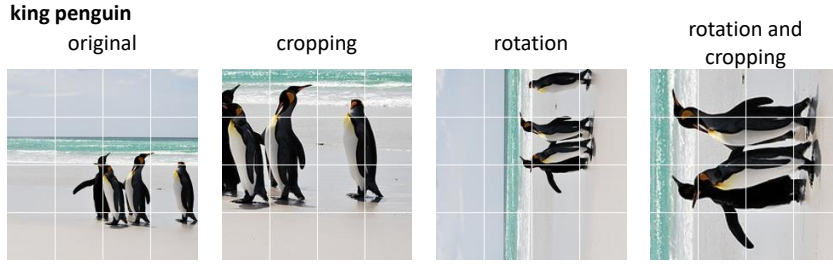 king penguin
original
cropping
rotation
rotation and
cropping